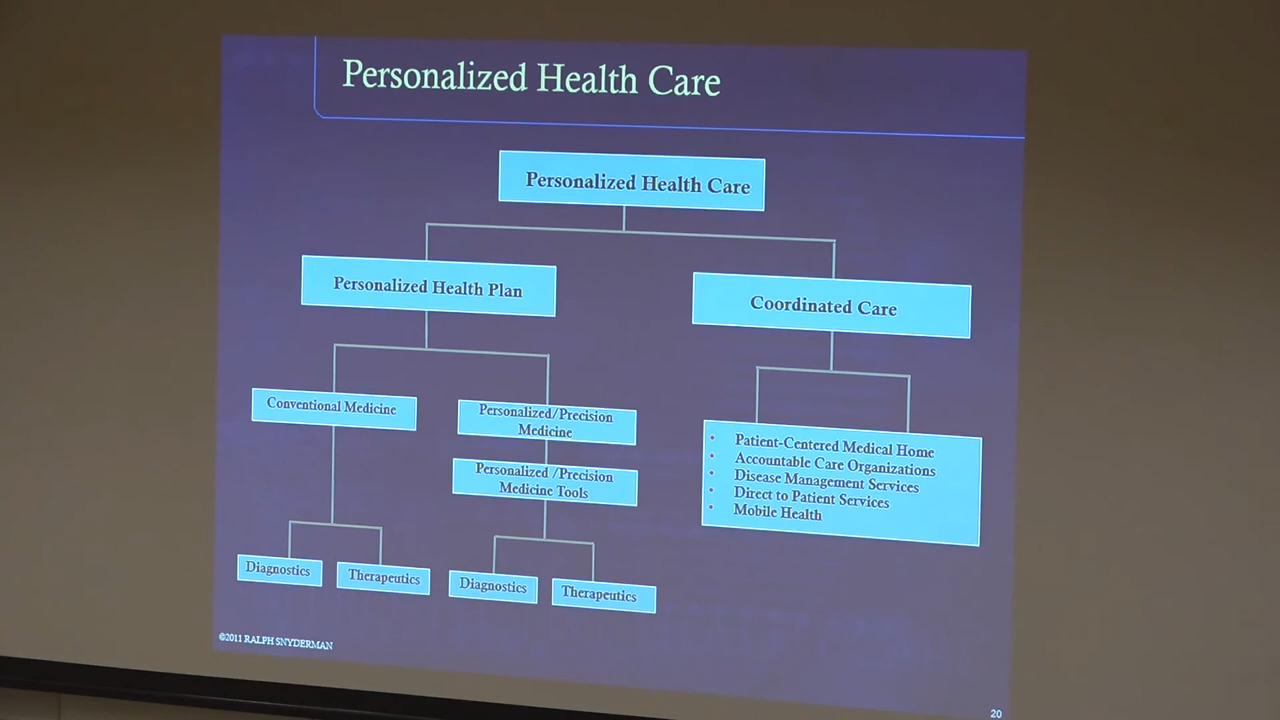 Personalized Health Care
Personalized Health Care
Personalized Health Plan
Coordinated Care
Conventional Medicine
Personalized/Precision
Medicine
Personalized /Precision
Medicine Tools
Diagnostics
Therapeutics
Diagnostics
Therapeutics
• Patient-Centered Medical Home
• Accountable Care Organizations
• Disease Management Services
• Direct to Patient Services
• Mobile Health
©2011 RALPH SNYDERMAN
20